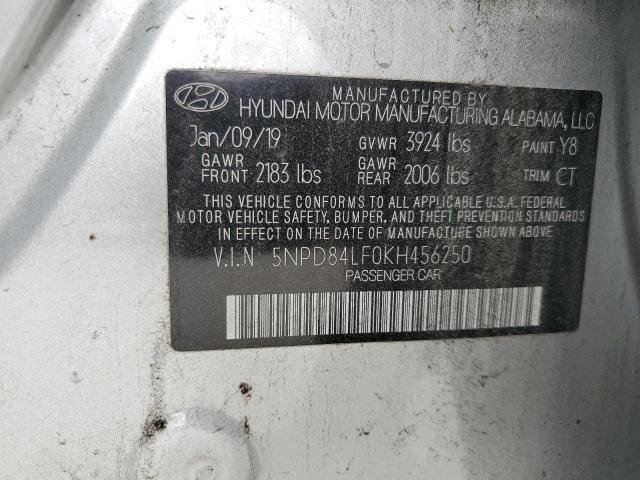 MANUFACTURED BY
HYUNDAI MOTOR MANUFACTURING ALABAMA, LLC
Jan/09/19 GVWR 3924 lbs PAINT Y8
GAWR FRONT 2183 lbs GAWR REAR 2006 lbs TRIM CT
THIS VEHICLE CONFORMS TO ALL APPLICABLE U.S.A. FEDERAL
MOTOR VEHICLE SAFETY, BUMPER, AND THEFT PREVENTION STANDARDS
IN EFFECT ON THE DATE OF MANUFACTURE SHOWN ABOVE.
V.I.N 5NPD84LF0KH456250
PASSENGER CAR